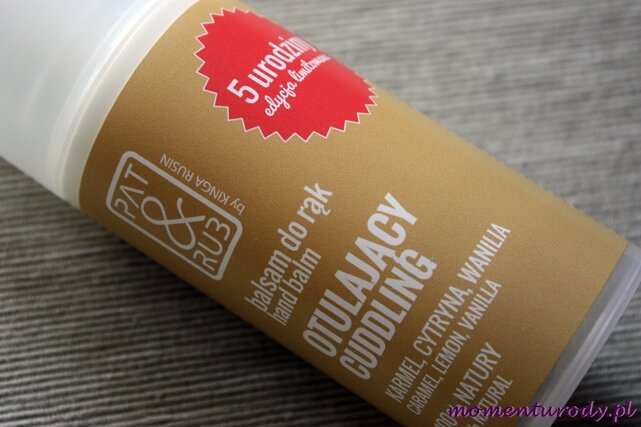 5 urodziny
edycja limitowana
PAT
&
RUB
by KINGA RUSIN
balsam do rąk
hand balm
OTULAJĄCY
CUDDLING
KARMEL, CYTRYNA, WANILIA
CARAMEL, LEMON, VANILLA
NATURY
NATURAL
momenturody.pl